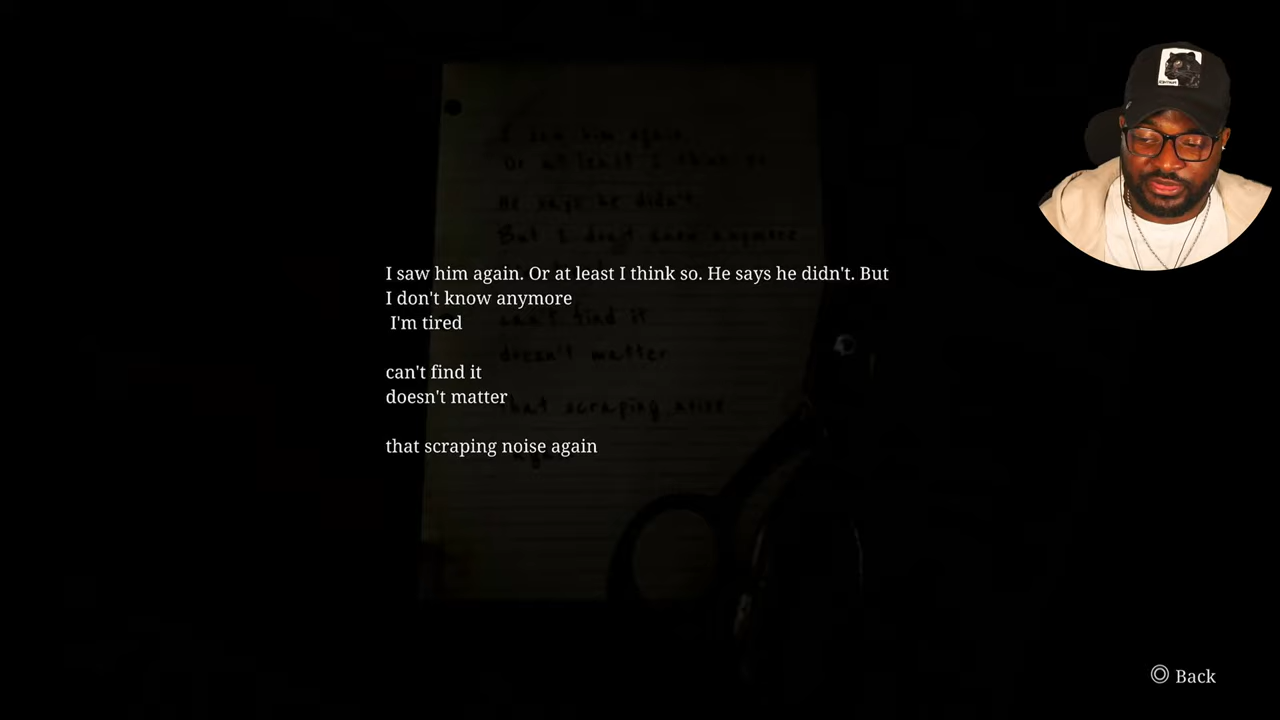 I saw him again. Or at least I think so. He says he didn't. But
I don't know anymore
I'm tired
can't find it
doesn't matter
that scraping noise again
Back